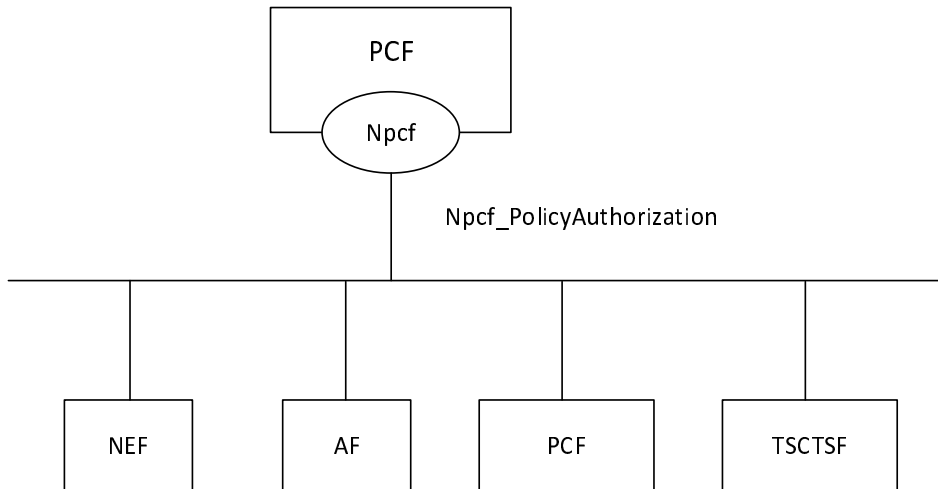 PCF
Npcf
Npcf_PolicyAuthorization
NEF
AF
PCF
TSCTSF